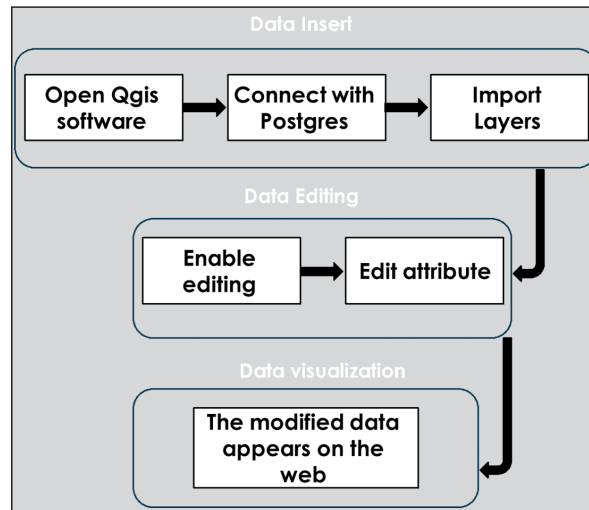 Data Insert
Open Qgis
software
Connect with
Postgres
Import
Layers
Data Editing
Enable
editing
Edit attribute
Data visualization
The modified data
appears on the
web